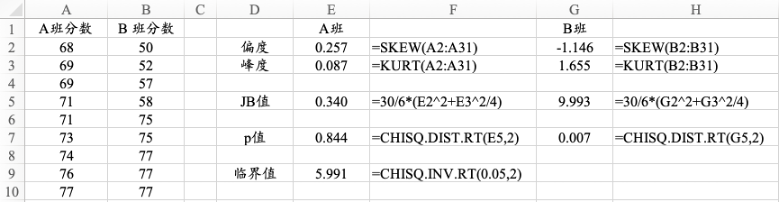 A B C D E F G H
1 A班分数 B 班分数 A班 B班
2 68 50 偏度 0.257 =SKEW(A2:A31) -1.146 =SKEW(B2:B31)
3 69 52 峰度 0.087 =KURT(A2:A31) 1.655 =KURT(B2:B31)
4 69 57
5 71 58 JB值 0.340 =30/6*(E2^2+E3^2/4) 9.993 =30/6*(G2^2+G3^2/4)
6 71 75
7 73 75 p值 0.844 =CHISQ.DIST.RT(E5,2) 0.007 =CHISQ.DIST.RT(G5,2)
8 74 77
9 76 77 临界值 5.991 =CHISQ.INV.RT(0.05,2)
10 77 77